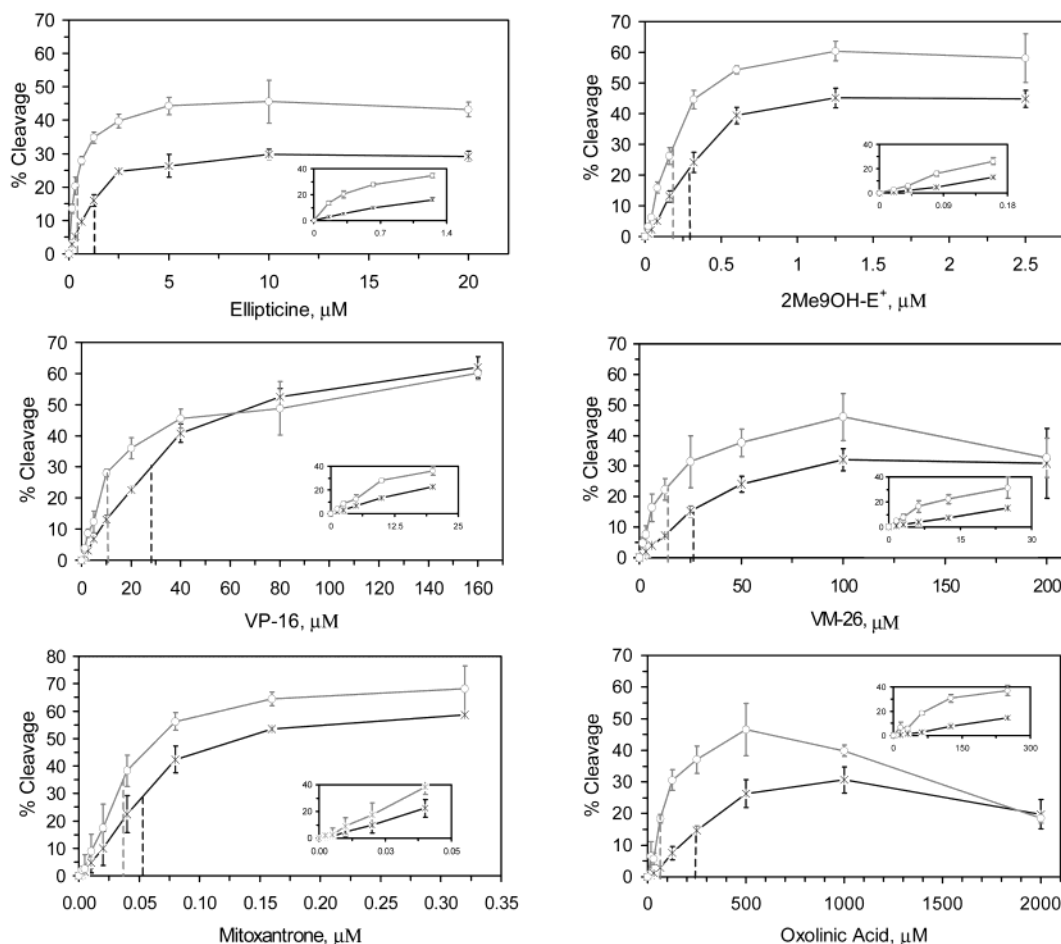 70
60
50
40
30
20
10
0
% Cleavage
0 5 10 15 20
Ellipticine, μM
40
20
0
0 0.7 1.4
70
60
50
40
30
20
10
0
% Cleavage
0 0.5 1 1.5 2 2.5
2Me9OH-E⁺, μM
40
20
0
0 0.09 0.18
70
60
50
40
30
20
10
0
% Cleavage
0 20 40 60 80 100 120 140 160
VP-16, μM
40
20
0
0 12.5 25
70
60
50
40
30
20
10
0
% Cleavage
0 50 100 150 200
VM-26, μM
40
20
0
0 15 30
80
70
60
50
40
30
20
10
0
% Cleavage
0.00 0.05 0.10 0.15 0.20 0.25 0.30 0.35
Mitoxantrone, μM
40
20
0
0.00 0.03 0.05
70
60
50
40
30
20
10
0
% Cleavage
0 500 1000 1500 2000
Oxolinic Acid, μM
40
20
0
0 150 300